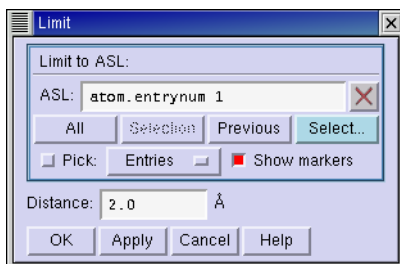 Limit
Limit to ASL:
ASL: atom.entrynum 1
All Selection Previous Select...
Pick: Entries Show markers
Distance: 2.0 Å
OK Apply Cancel Help